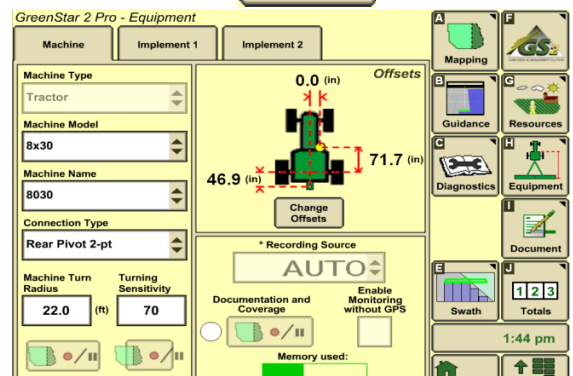 GreenStar 2 Pro - Equipment
Machine
Implement 1
Implement 2
Machine Type
Tractor
Machine Model
8x30
Machine Name
8030
Connection Type
Rear Pivot 2-pt
Machine Turn
Radius
Turning
Sensitivity
22.0 (ft)
70
Offsets
0.0 (in)
71.7 (in)
46.9 (in)
Change
Offsets
* Recording Source
AUTO
Documentation and
Coverage
Enable
Monitoring
without GPS
Memory used:
A
Mapping
F
GS2
B
Guidance
G
Resources
C
Diagnostics
H
Equipment
I
Document
E
Swath
J
1 2 3
Totals
1:44 pm